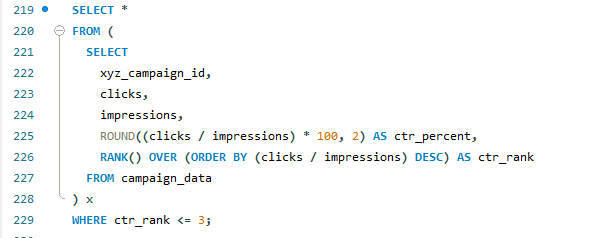 219 SELECT *
220 FROM (
221 SELECT
222 xyz_campaign_id,
223 clicks,
224 impressions,
225 ROUND((clicks / impressions) * 100, 2) AS ctr_percent,
226 RANK() OVER (ORDER BY (clicks / impressions) DESC) AS ctr_rank
227 FROM campaign_data
228 ) x
229 WHERE ctr_rank <= 3;